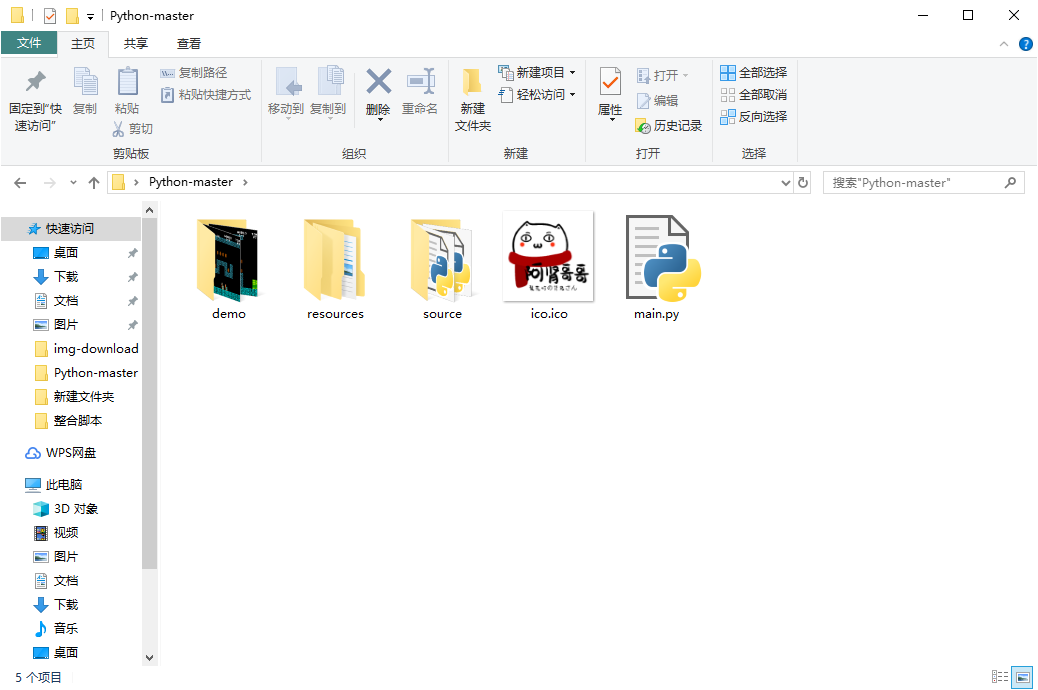 Python-master
文件
主页
共享
查看
固定到“快速访问”
复制
粘贴
复制路径
粘贴快捷方式
剪切
剪贴板
移动到
复制到
删除
重命名
组织
新建
文件夹
新建项目
轻松访问
新建
属性
打开
编辑
历史记录
打开
全部选择
全部取消
反向选择
选择
Python-master
搜索"Python-master"
快速访问
桌面
下载
文档
图片
img-download
Python-master
新建文件夹
整合脚本
WPS网盘
此电脑
3D 对象
视频
图片
文档
下载
音乐
桌面
demo
resources
source
阿肾哥哥
ico.ico
main.py
5 个项目